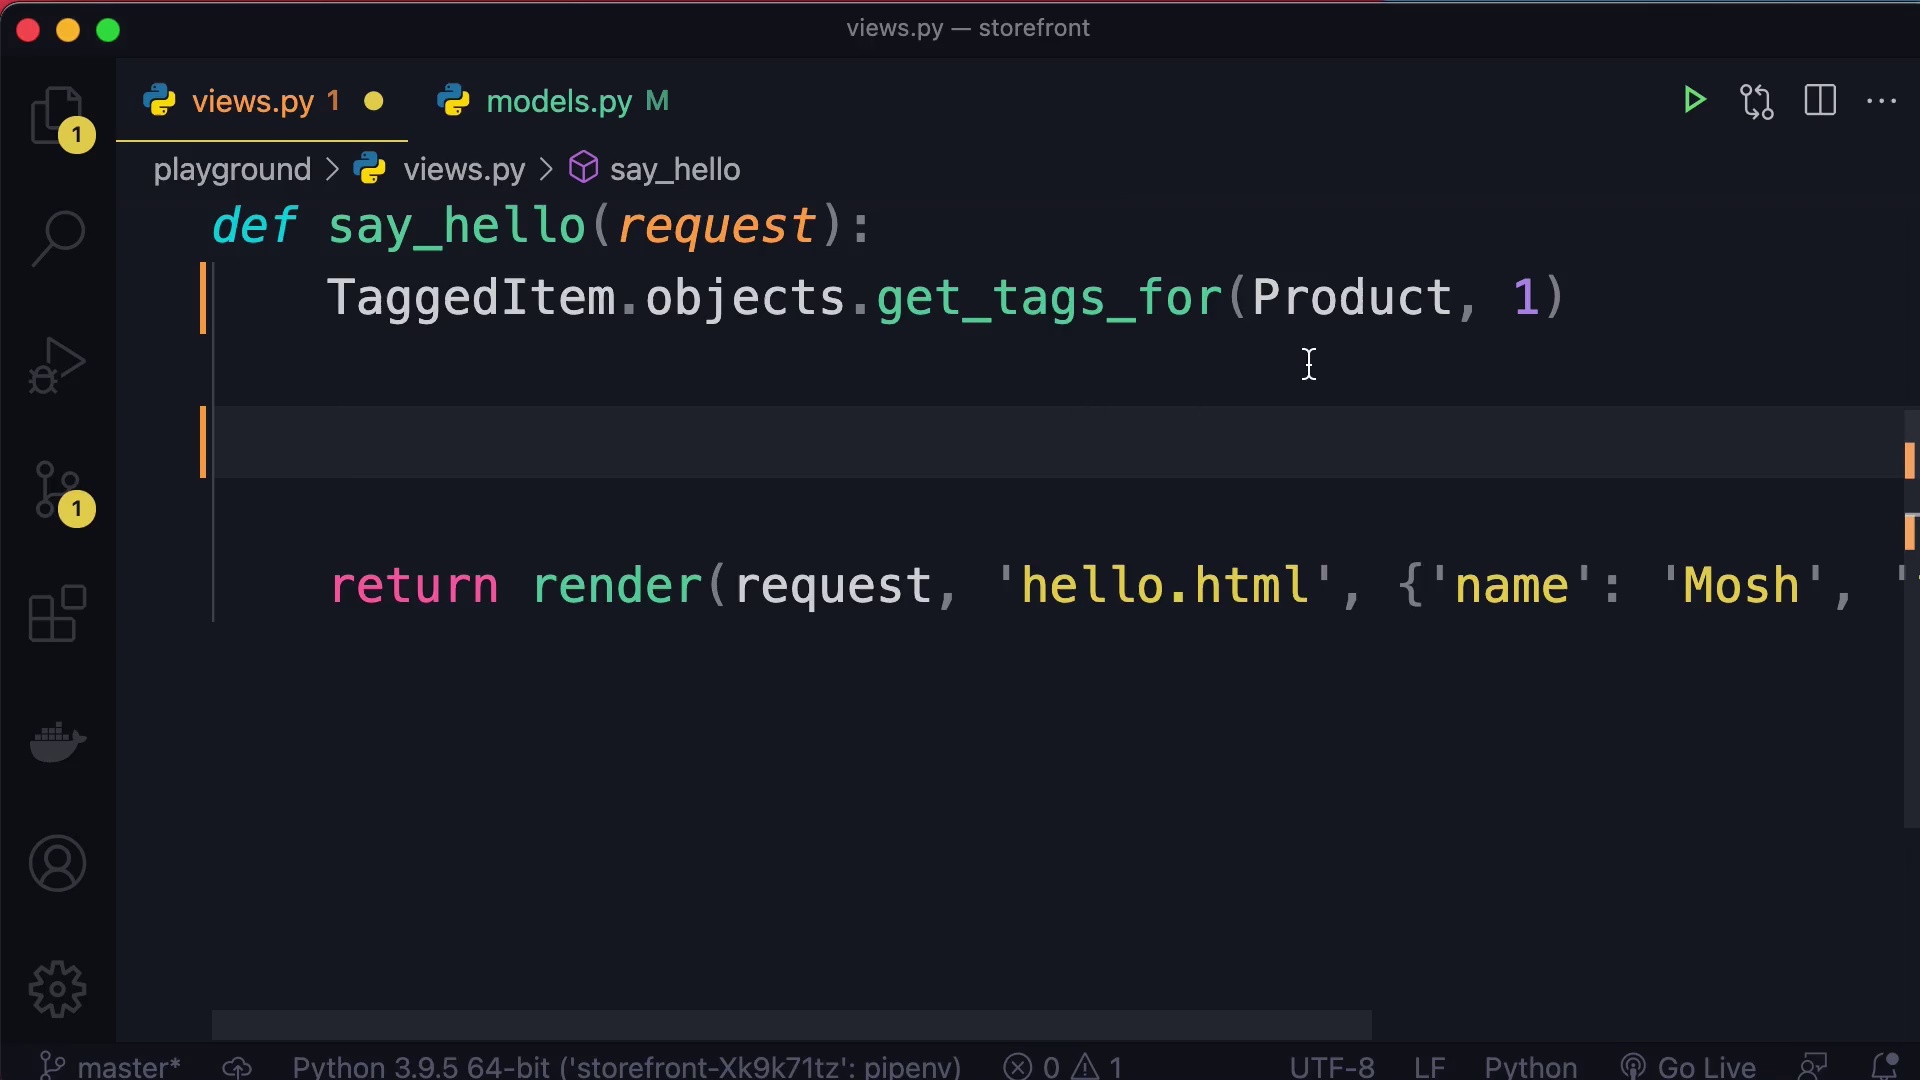 views.py — storefront
views.py 1 models.py M
playground > views.py > say_hello
def say_hello(request):
TaggedItem.objects.get_tags_for(Product, 1)
return render(request, 'hello.html', {'name': 'Mosh', '
1
1
master* Python 3.9.5 64-bit ('storefront-Xk9k71tz': pipenv) 0 1 UTF-8 LF Python Go Live